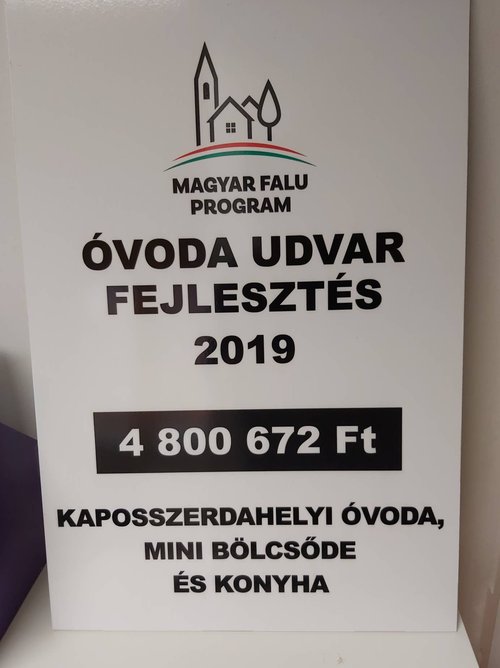 MAGYAR FALU
PROGRAM
ÓVODA UDVAR
FEJLESZTÉS
2019
4 800 672 Ft
KAPOSSZERDAHELYI ÓVODA,
MINI BÖLCSŐDE
ÉS KONYHA